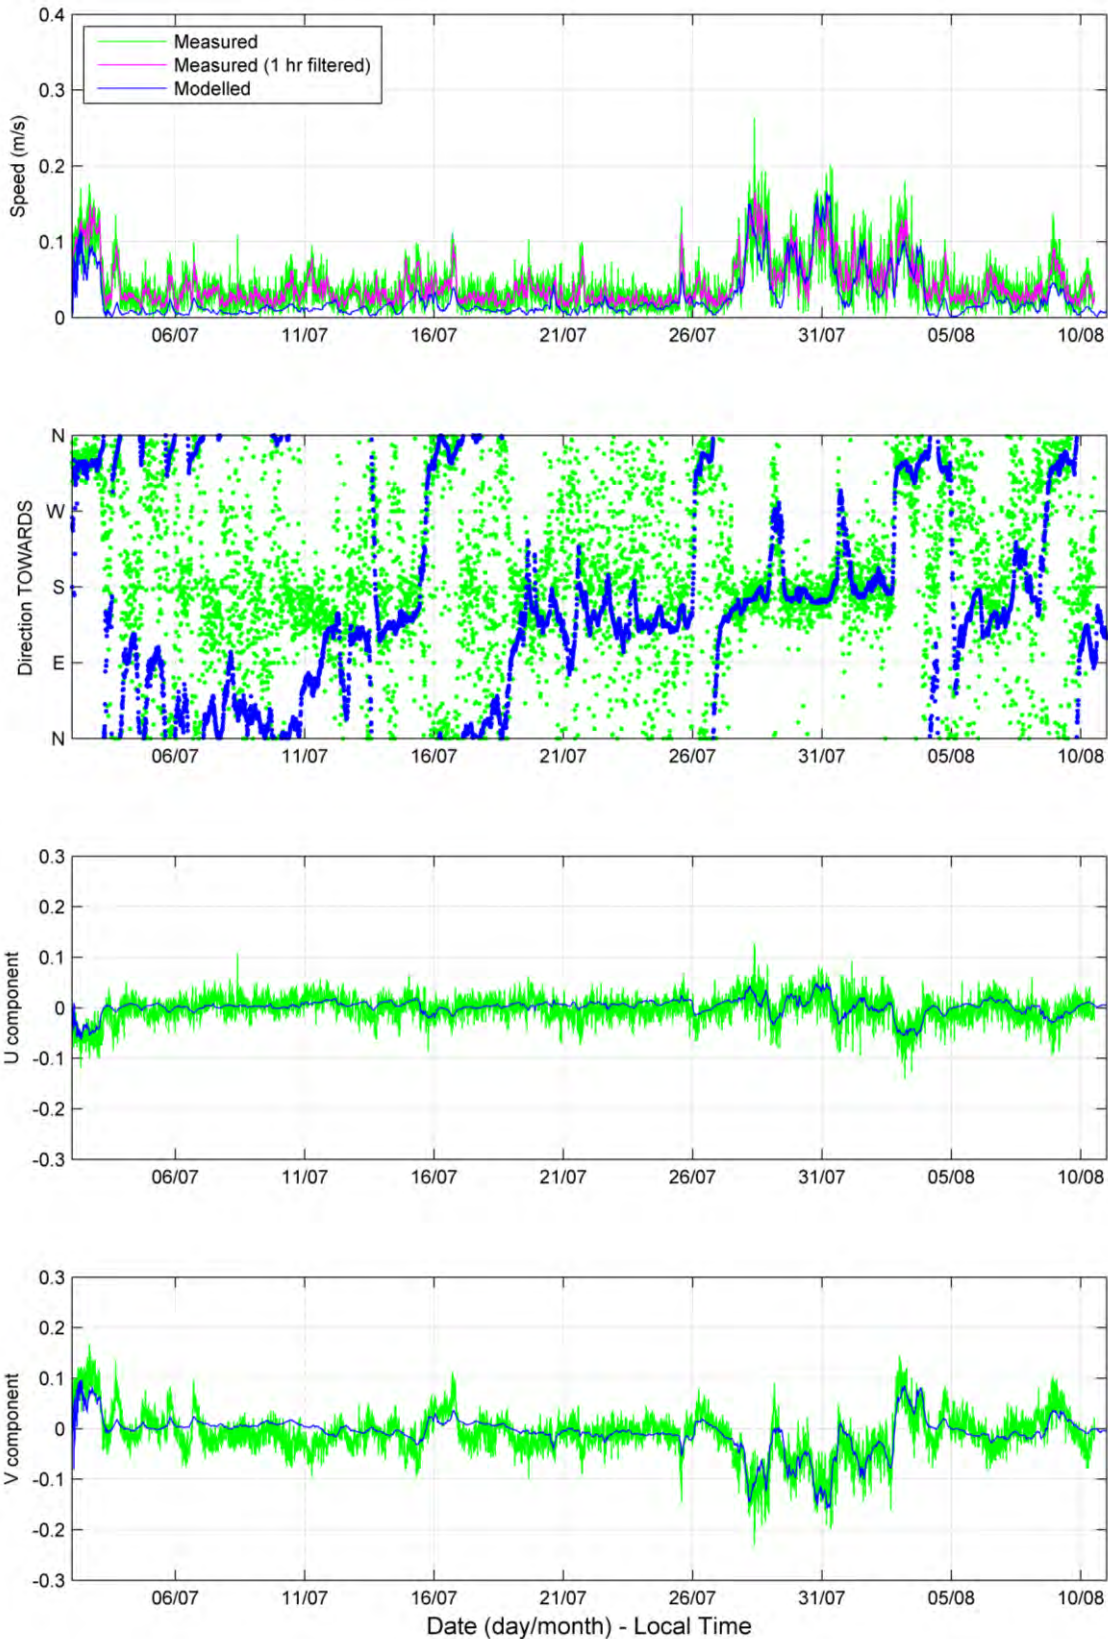 0.4
0.3
0.2
0.1
0
Speed (m/s)
Measured
Measured (1 hr filtered)
Modelled
06/07 11/07 16/07 21/07 26/07 31/07 05/08 10/08
N
W
S
E
N
Direction TOWARDS
06/07 11/07 16/07 21/07 26/07 31/07 05/08 10/08
0.3
0.2
0.1
0
-0.1
-0.2
-0.3
U component
06/07 11/07 16/07 21/07 26/07 31/07 05/08 10/08
0.3
0.2
0.1
0
-0.1
-0.2
-0.3
V component
06/07 11/07 16/07 21/07 26/07 31/07 05/08 10/08
Date (day/month) - Local Time